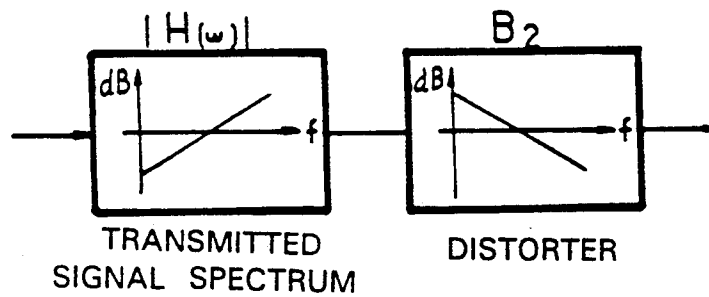 |H(ω)|
B2
dB
f
dB
f
TRANSMITTED
SIGNAL SPECTRUM
DISTORTER